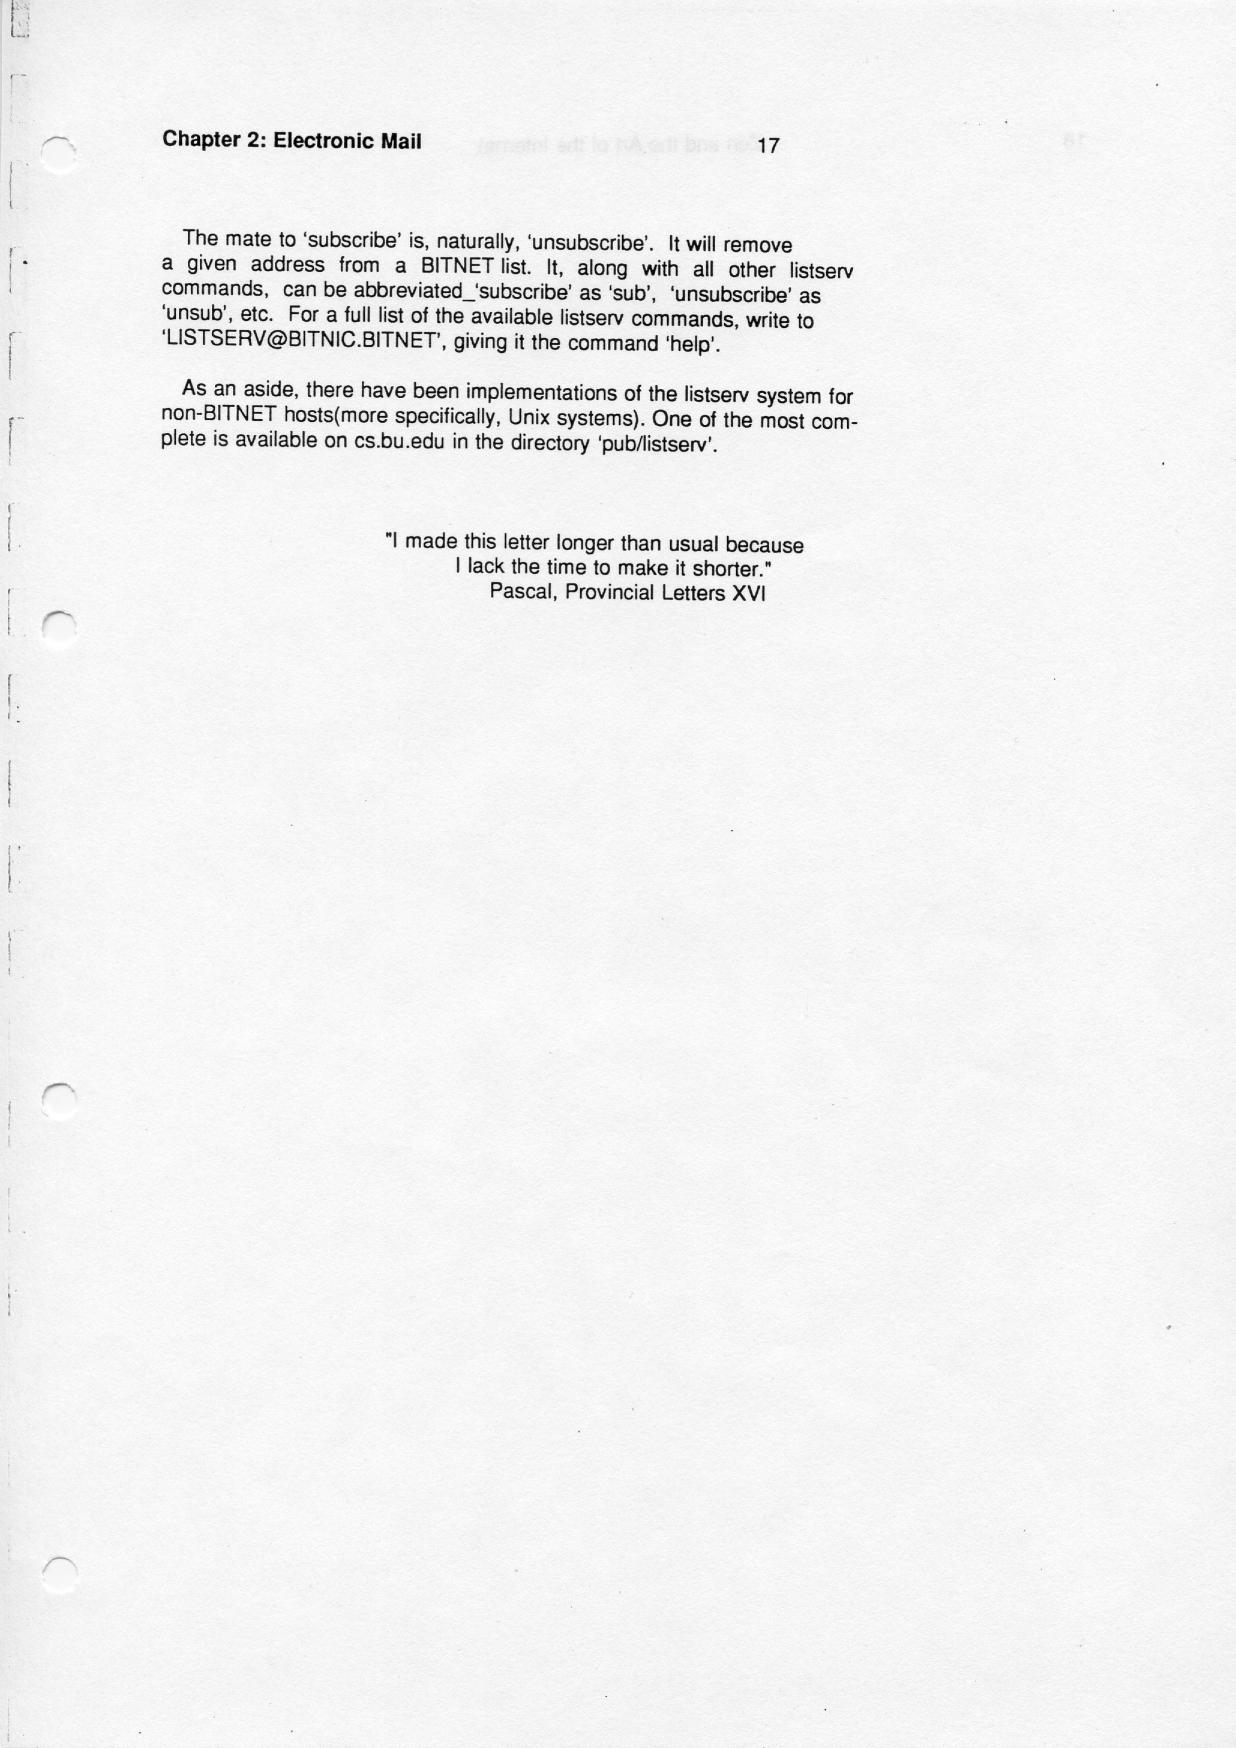 Chapter 2: Electronic Mail 17
The mate to ‘subscribe’ is, naturally, ‘unsubscribe’. It will remove
a given address from a BITNET list. It, along with all other listserv
commands, can be abbreviated_‘subscribe’ as ‘sub’, ‘unsubscribe’ as
‘unsub’, etc. For a full list of the available listserv commands, write to
‘LISTSERV@BITNIC.BITNET’, giving it the command ‘help’.
As an aside, there have been implementations of the listserv system for
non-BITNET hosts(more specifically, Unix systems). One of the most com-
plete is available on cs.bu.edu in the directory ‘pub/listserv’.
"I made this letter longer than usual because
I lack the time to make it shorter."
Pascal, Provincial Letters XVI